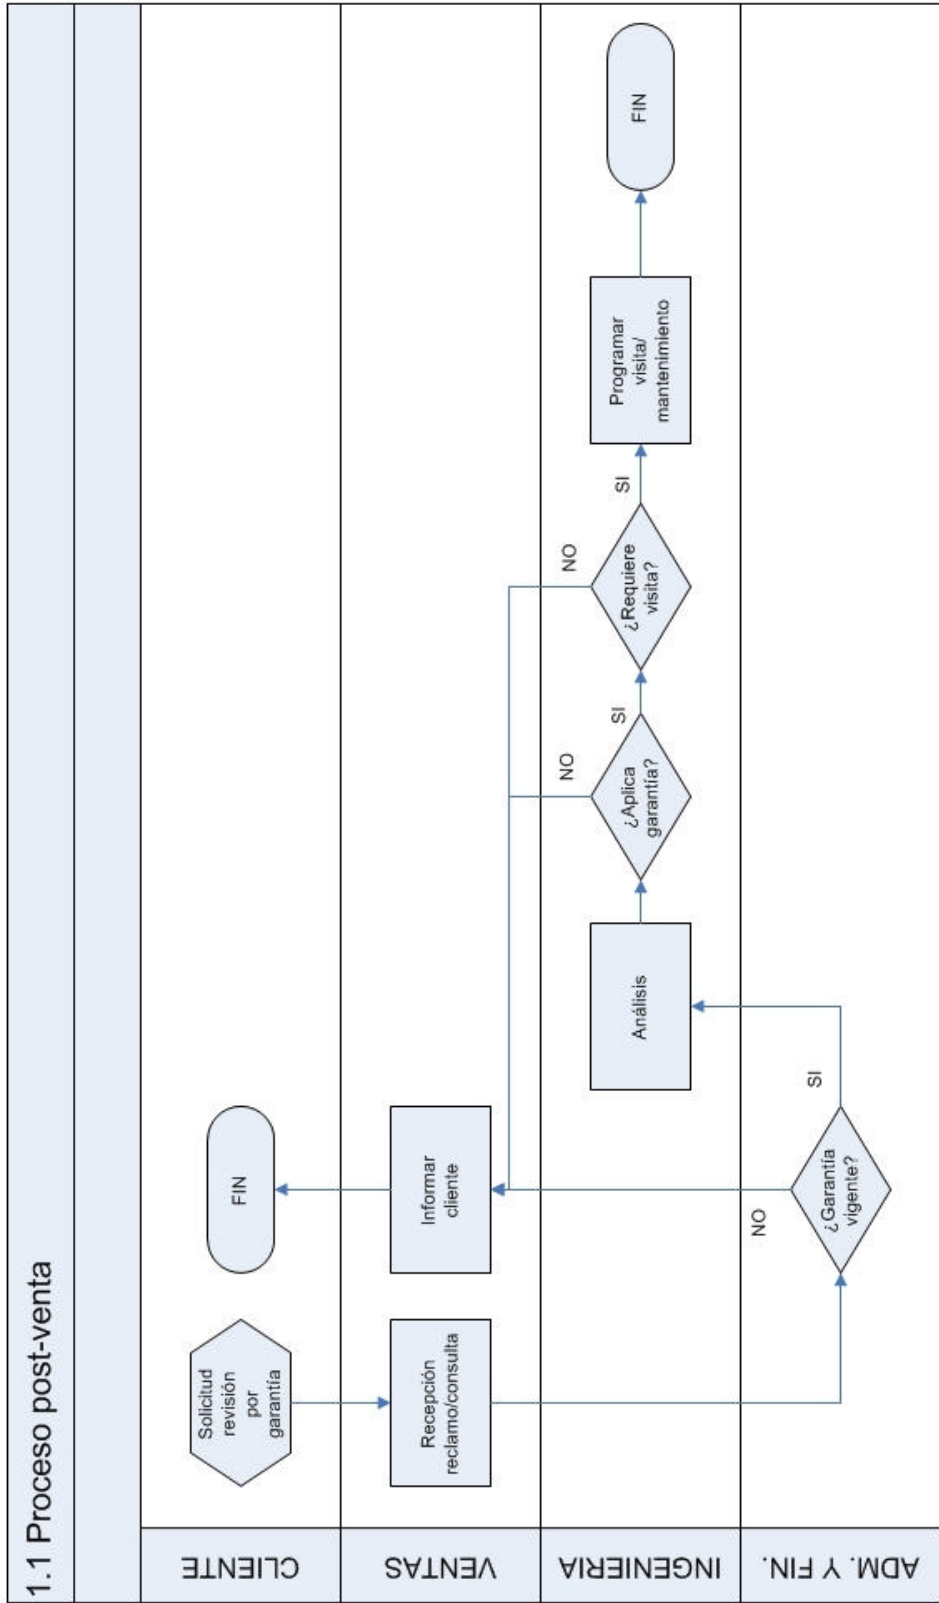 1.1 Proceso post-venta
CLIENTE
Solicitud
revisión
por
garantía
FIN
VENTAS
Recepción
reclamo/consulta
Informar
cliente
INGENIERIA
Análisis
¿Aplica
garantía?
NO
SI
¿Requiere
visita?
NO
SI
Programar
visita/
mantenimiento
FIN
ADM. Y FIN.
¿Garantía
vigente?
NO
SI